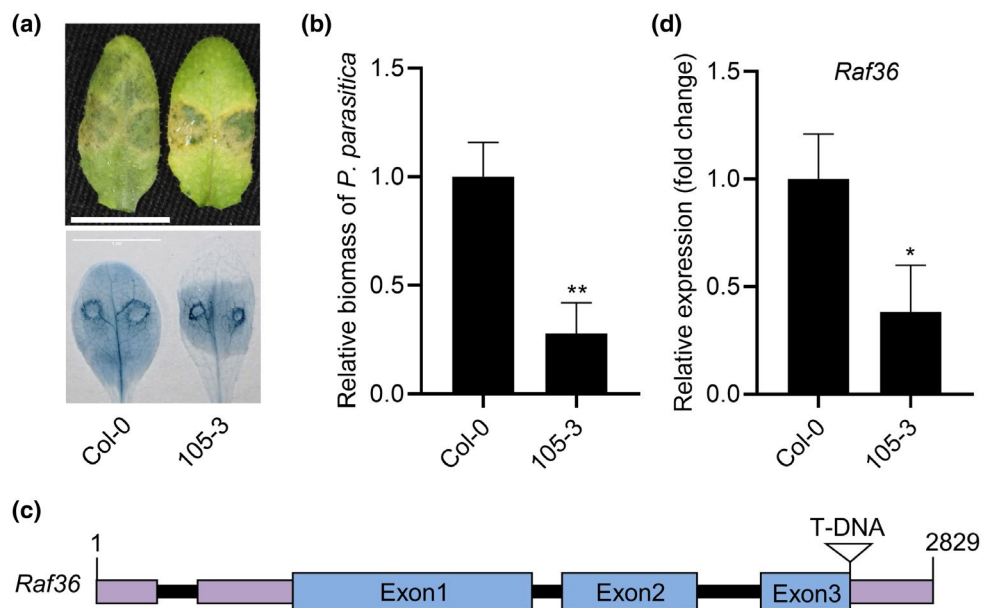 (a)
Col-0
105-3
(b)
Relative biomass of P. parasitica
1.5
1.0
0.5
0.0
**
Col-0
105-3
(d)
Relative expression (fold change)
Raf36
1.5
1.0
0.5
0.0
*
Col-0
105-3
(c)
1
T-DNA
2829
Raf36
Exon1
Exon2
Exon3